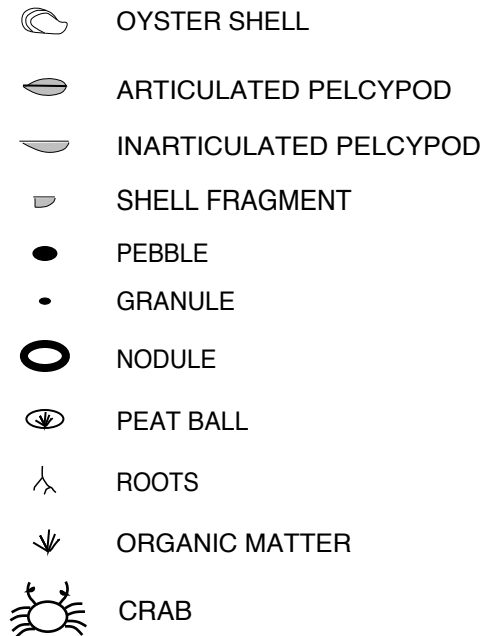 OYSTER SHELL
ARTICULATED PELCYPOD
INARTICULATED PELCYPOD
SHELL FRAGMENT
PEBBLE
GRANULE
NODULE
PEAT BALL
ROOTS
ORGANIC MATTER
CRAB